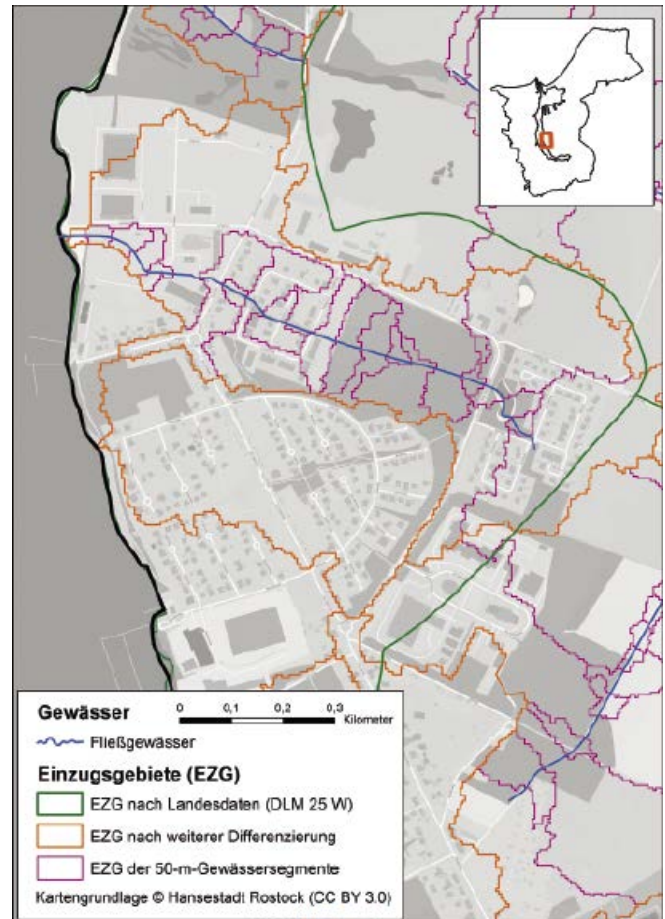 Gewässer
0 0,1 0,2 0,3
Kilometer
Fließgewässer
Einzugsgebiete (EZG)
EZG nach Landesdaten (DLM 25 W)
EZG nach weiterer Differenzierung
EZG der 50-m-Gewässersegmente
Kartengrundlage © Hansestadt Rostock (CC BY 3.0)